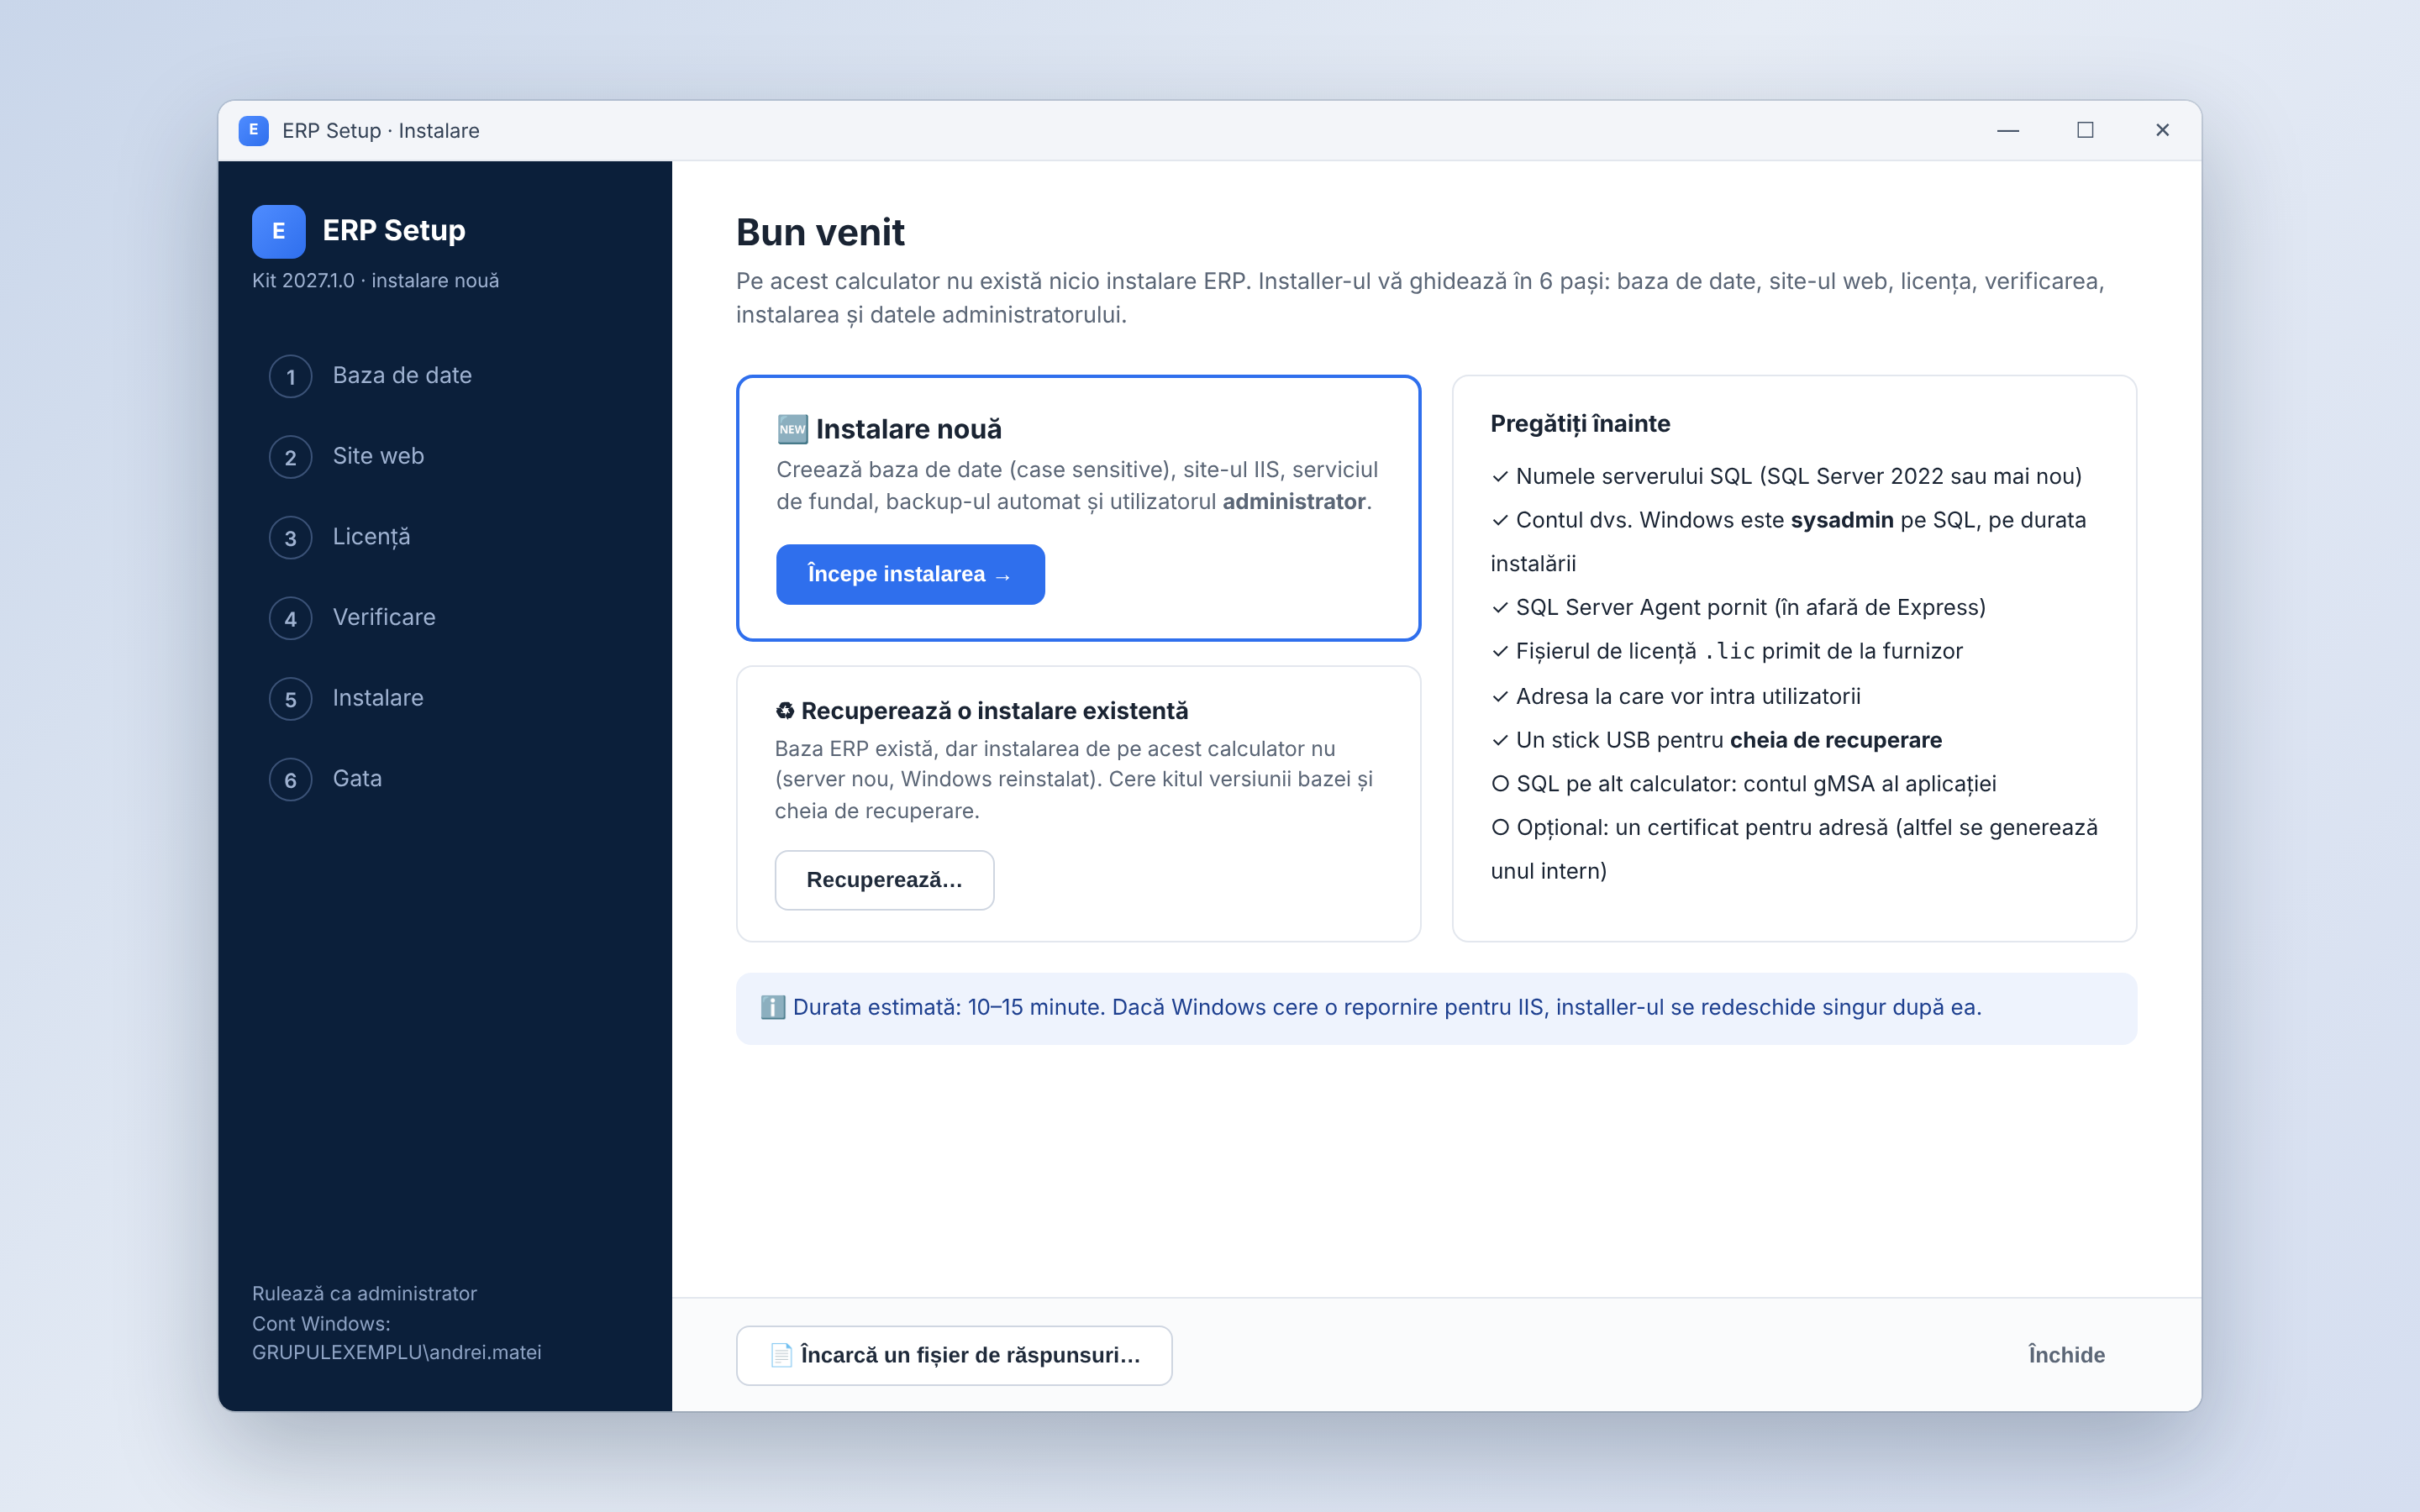 E ERP Setup · Instalare
E ERP Setup
Kit 2027.1.0 · instalare nouă
1 Baza de date
2 Site web
3 Licență
4 Verificare
5 Instalare
6 Gata
Rulează ca administrator
Cont Windows:
GRUPULEXEMPLU\andrei.matei
Bun venit
Pe acest calculator nu există nicio instalare ERP. Installer-ul vă ghidează în 6 pași: baza de date, site-ul web, licența, verificarea,
instalarea și datele administratorului.
🆕 Instalare nouă
Creează baza de date (case sensitive), site-ul IIS, serviciul
de fundal, backup-ul automat și utilizatorul administrator.
Începe instalarea →
♻ Recuperează o instalare existentă
Baza ERP există, dar instalarea de pe acest calculator nu
(server nou, Windows reinstalat). Cere kitul versiunii bazei și
cheia de recuperare.
Recuperează…
Pregătiți înainte
✓ Numele serverului SQL (SQL Server 2022 sau mai nou)
✓ Contul dvs. Windows este sysadmin pe SQL, pe durata
instalării
✓ SQL Server Agent pornit (în afară de Express)
✓ Fișierul de licență .lic primit de la furnizor
✓ Adresa la care vor intra utilizatorii
✓ Un stick USB pentru cheia de recuperare
○ SQL pe alt calculator: contul gMSA al aplicației
○ Opțional: un certificat pentru adresă (altfel se generează
unul intern)
ℹ️ Durata estimată: 10–15 minute. Dacă Windows cere o repornire pentru IIS, installer-ul se redeschide singur după ea.
📄 Încarcă un fișier de răspunsuri…
Închide